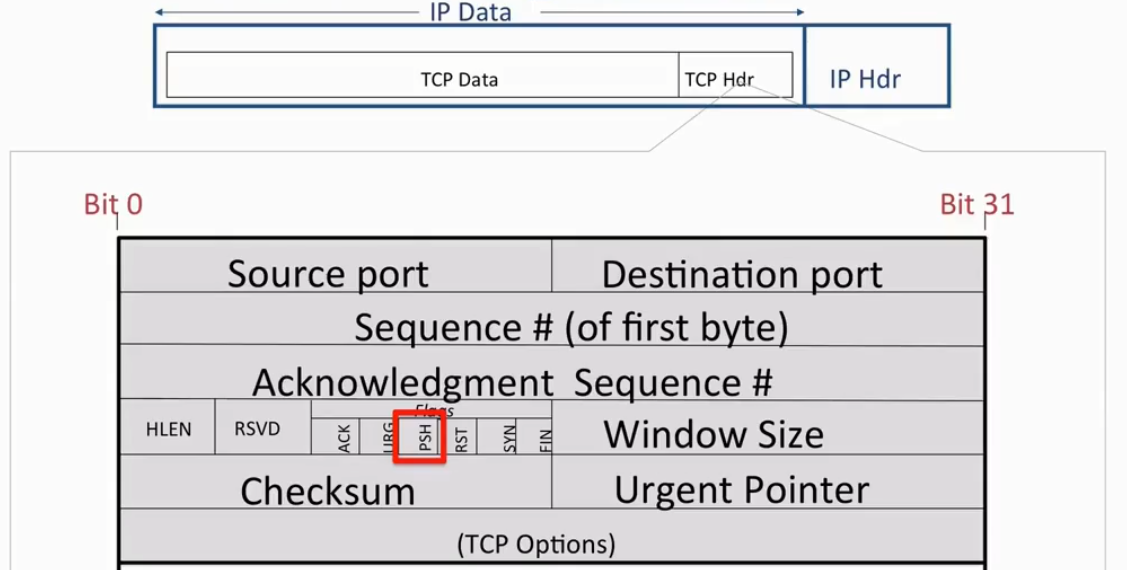 IP Data
TCP Data TCP Hdr IP Hdr
Bit 0 Bit 31
Source port Destination port
Sequence # (of first byte)
Acknowledgment Sequence #
Flags
HLEN RSVD ACK URG PSH RST SYN FIN Window Size
Checksum Urgent Pointer
(TCP Options)